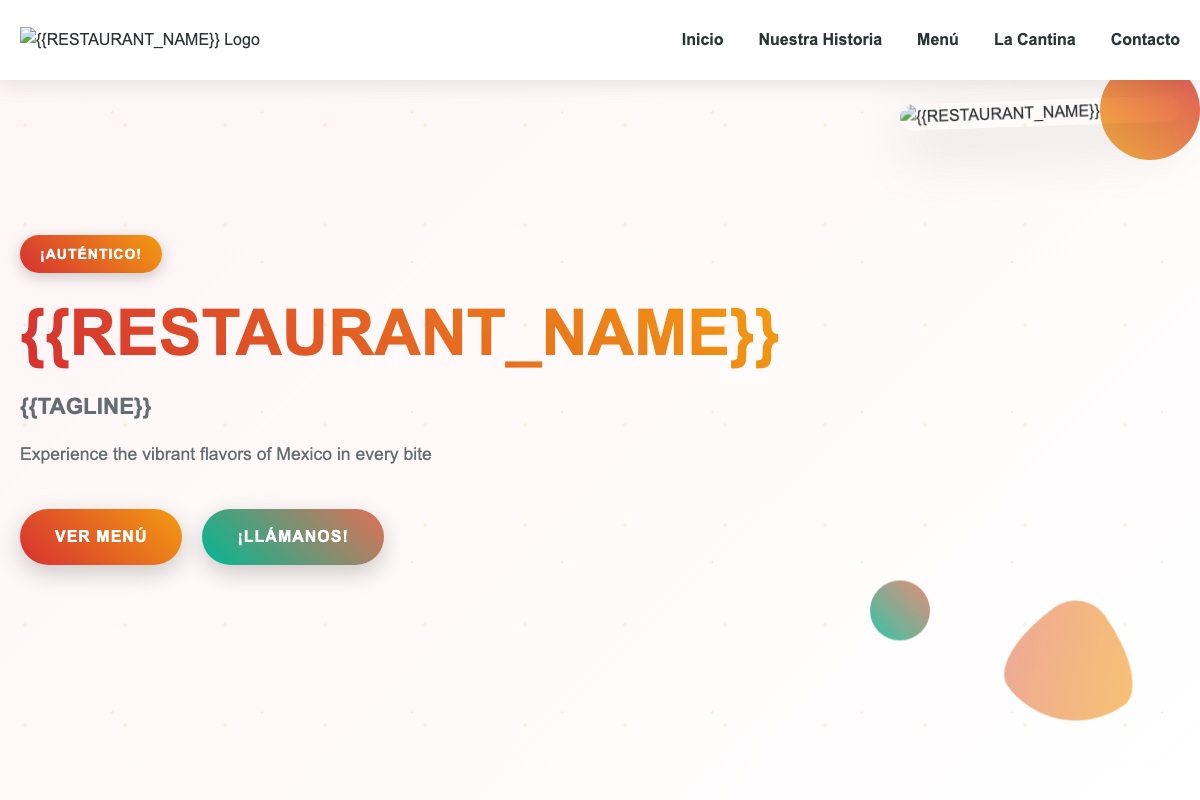 {{RESTAURANT_NAME}} Logo
Inicio
Nuestra Historia
Menú
La Cantina
Contacto
{{RESTAURANT_NAME}}
¡AUTÉNTICO!
{{RESTAURANT_NAME}}
{{TAGLINE}}
Experience the vibrant flavors of Mexico in every bite
VER MENÚ
¡LLÁMANOS!